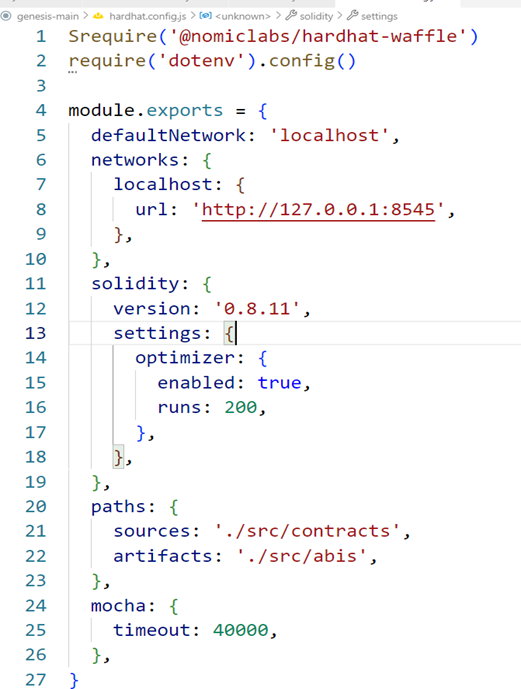 genesis-main > hardhat.config.js > <unknown> > solidity > settings
1 Srequire('@nomiclabs/hardhat-waffle')
2 require('dotenv').config()
3
4 module.exports = {
5 defaultNetwork: 'localhost',
6 networks: {
7 localhost: {
8 url: 'http://127.0.0.1:8545',
9 },
10 },
11 solidity: {
12 version: '0.8.11',
13 settings: {
14 optimizer: {
15 enabled: true,
16 runs: 200,
17 },
18 },
19 },
20 paths: {
21 sources: './src/contracts',
22 artifacts: './src/abis',
23 },
24 mocha: {
25 timeout: 40000,
26 },
27 }